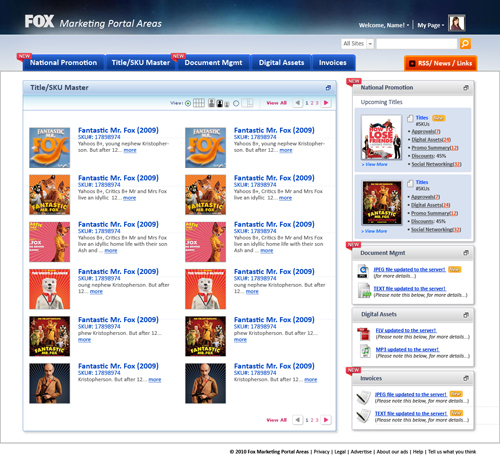 FOX Marketing Portal Areas
Welcome, Name! My Page
All Sites
NEW NEW
National Promotion Title/SKU Master Document Mgmt Digital Assets Invoices RSS/ News / Links
Title/SKU Master
View: View All 1 2 3
Fantastic Mr. Fox (2009)
SKU#: 17898974
Yahoos B+, young nephew Kristopher-
son. But after 12... more
Fantastic Mr. Fox (2009)
SKU#: 17898974
Yahoos B+, young nephew Kristopher-
son. But after 12... more
Fantastic Mr. Fox (2009)
SKU#: 17898974
Yahoos B+, Critics B+ Mr and Mrs Fox
live an idyllic 12... more
Fantastic Mr. Fox (2009)
SKU#: 17898974
Yahoos B+, Critics B+ Mr and Mrs Fox
live an idyllic 12... more
Fantastic Mr. Fox (2009)
SKU#: 17898974
Yahoos B+, Critics B+ Mr and Mrs Fox
live an idyllic home life with their son
Ash and ... more
Fantastic Mr. Fox (2009)
SKU#: 17898974
Yahoos B+, Critics B+ Mr and Mrs Fox
live an idyllic home life with their son
Ash and ... more
Fantastic Mr. Fox (2009)
SKU#: 17898974
oung nephew Kristopherson. But after
12... more
Fantastic Mr. Fox (2009)
SKU#: 17898974
oung nephew Kristopherson. But after
12... more
Fantastic Mr. Fox (2009)
SKU#: 17898974
phew Kristopherson. But after 12...
more
Fantastic Mr. Fox (2009)
SKU#: 17898974
phew Kristopherson. But after 12...
more
Fantastic Mr. Fox (2009)
SKU#: 17898974
Kristopherson. But after 12... more
Fantastic Mr. Fox (2009)
SKU#: 17898974
Kristopherson. But after 12... more
View All 1 2 3
NEW
National Promotion
Upcoming Titles
HOW TO LOSE FRIENDS
Titles
#SKUs
Approvals(7)
Digital Assets(24)
Promo Summary(12)
Discounts: 45%
Social Networking(32)
» View More
FANTASTIC MR. FOX
Titles
#SKUs
Approvals(7)
Digital Assets(24)
Promo Summary(12)
Discounts: 45%
Social Networking(32)
» View More
NEW
Document Mgmt
JPEG file updated to the server!
(Please note this below, for more details...)
TEXT file updated to the server!
(Please note this below, for more details...)
Digital Assets
FLV updated to the server!
(Please note this below, for more details...)
MP3 updated to the server!
(Please note this below, for more details...)
NEW
Invoices
JPEG file updated to the server!
(Please note this below, for more details...)
TEXT file updated to the server!
(Please note this below, for more details...)
© 2010 Fox Marketing Portal Areas | Privacy | Legal | Advertise | About our ads | Help | Tell us what you think